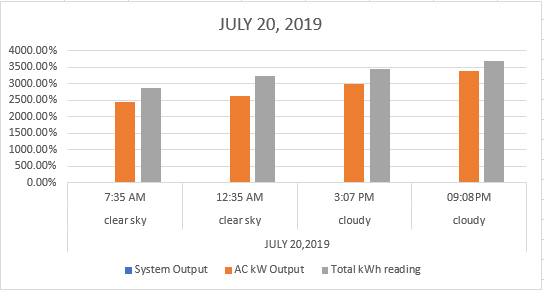 JULY 20, 2019
4000.00%
3500.00%
3000.00%
2500.00%
2000.00%
1500.00%
1000.00%
500.00%
0.00%
7:35 AM 12:35 AM 3:07 PM 09:08PM
clear sky clear sky cloudy cloudy
JULY 20,2019
System Output AC kW Output Total kWh reading